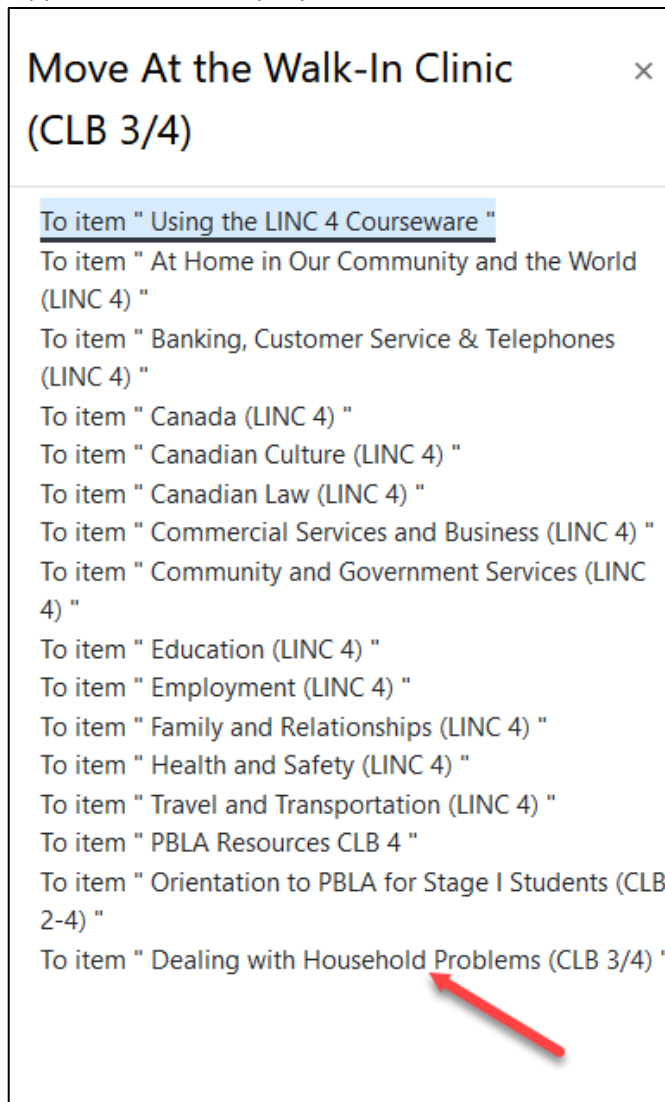 Move At the Walk-In Clinic ×
(CLB 3/4)
To item " Using the LINC 4 Courseware "
To item " At Home in Our Community and the World
(LINC 4) "
To item " Banking, Customer Service & Telephones
(LINC 4) "
To item " Canada (LINC 4) "
To item " Canadian Culture (LINC 4) "
To item " Canadian Law (LINC 4) "
To item " Commercial Services and Business (LINC 4) "
To item " Community and Government Services (LINC
4) "
To item " Education (LINC 4) "
To item " Employment (LINC 4) "
To item " Family and Relationships (LINC 4) "
To item " Health and Safety (LINC 4) "
To item " Travel and Transportation (LINC 4) "
To item " PBLA Resources CLB 4 "
To item " Orientation to PBLA for Stage I Students (CLB
2-4) "
To item " Dealing with Household Problems (CLB 3/4) "